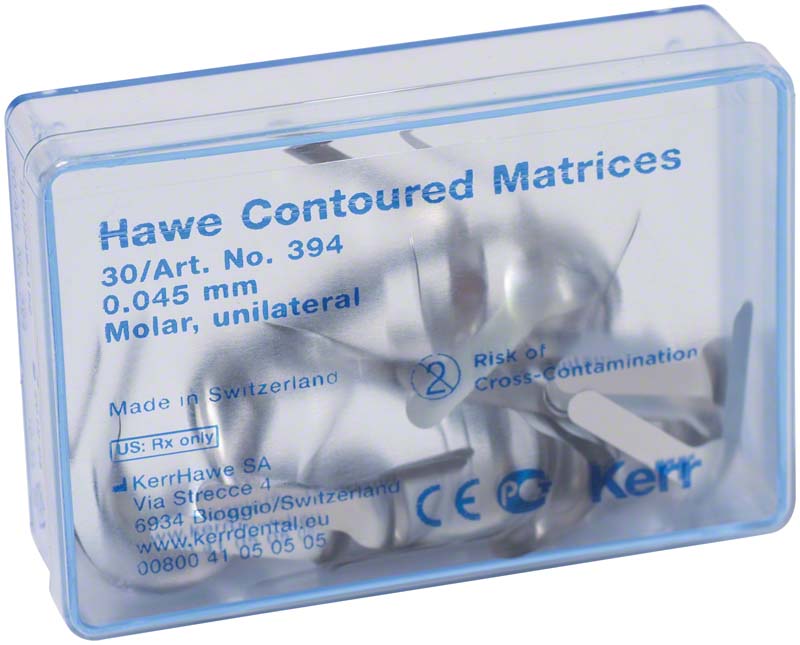 Hawe Contoured Matrices
30/Art. No. 394
0.045 mm
Molar, unilateral
2
Risk of
Cross-Contamination
Made in Switzerland
US: Rx only
KerrHawe SA
Via Strecce 4
6934 Bioggio/Switzerland
www.kerrdental.eu
00800 41 05 05 05
CE
PC
Kerr